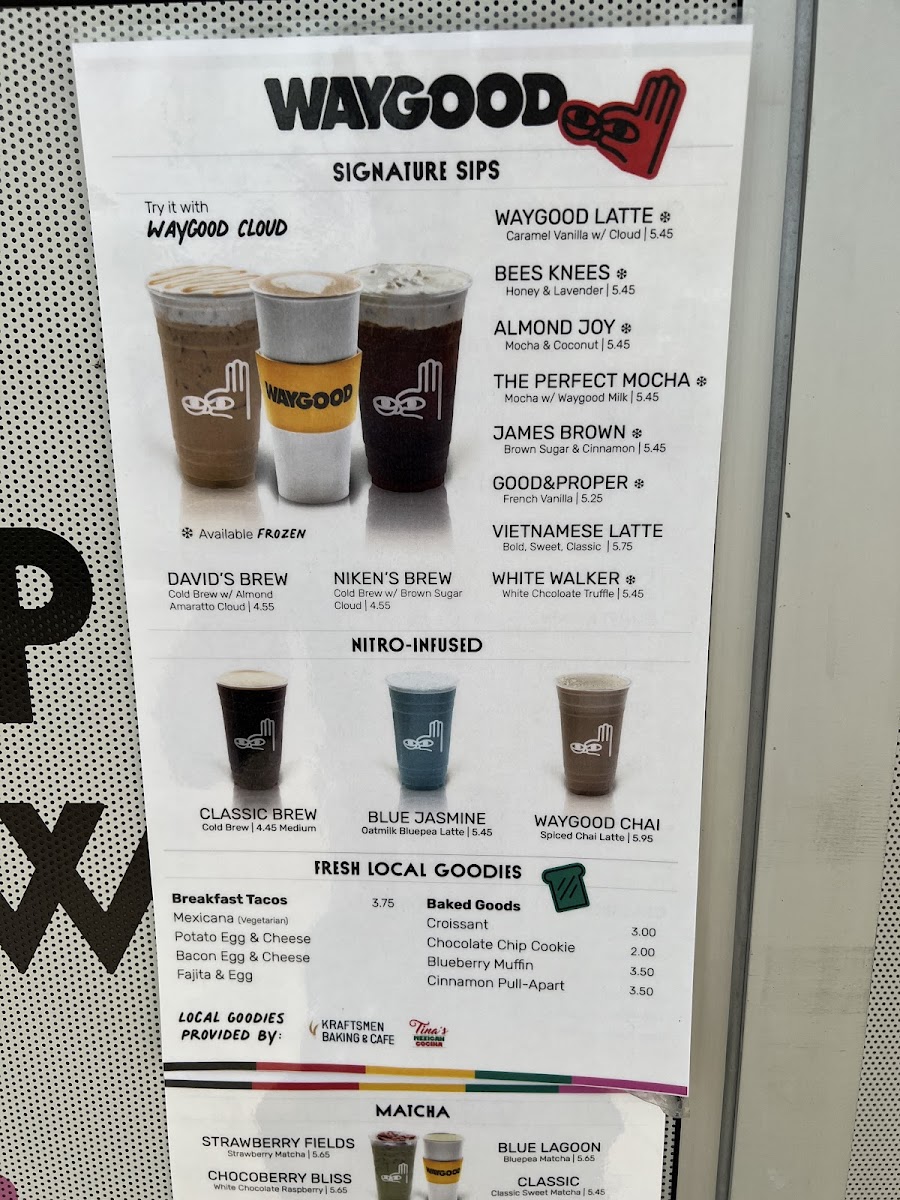 WAYGOOD
SIGNATURE SIPS
Try it with
WAYGOOD CLOUD
WAYGOOD
❄ Available FROZEN
WAYGOOD LATTE ❄
Caramel Vanilla w/ Cloud | 5.45
BEES KNEES ❄
Honey & Lavender | 5.45
ALMOND JOY ❄
Mocha & Coconut | 5.45
THE PERFECT MOCHA ❄
Mocha w/ Waygood Milk | 5.45
JAMES BROWN ❄
Brown Sugar & Cinnamon | 5.45
GOOD&PROPER ❄
French Vanilla | 5.25
VIETNAMESE LATTE
Bold, Sweet, Classic | 5.75
WHITE WALKER ❄
White Chcoloate Truffle | 5.45
DAVID'S BREW
Cold Brew w/ Almond
Amaratto Cloud | 4.55
NIKEN'S BREW
Cold Brew w/ Brown Sugar
Cloud | 4.55
NITRO-INFUSED
CLASSIC BREW
Cold Brew | 4.45 Medium
BLUE JASMINE
Oatmilk Bluepea Latte | 5.45
WAYGOOD CHAI
Spiced Chai Latte | 5.95
FRESH LOCAL GOODIES
Breakfast Tacos 3.75
Mexicana (Vegetarian)
Potato Egg & Cheese
Bacon Egg & Cheese
Fajita & Egg
Baked Goods
Croissant 3.00
Chocolate Chip Cookie 2.00
Blueberry Muffin 3.50
Cinnamon Pull-Apart 3.50
LOCAL GOODIES
PROVIDED BY:
KRAFTSMEN
BAKING & CAFE
Tina's
MEXICAN
COCINA
MATCHA
STRAWBERRY FIELDS
Strawberry Matcha | 5.65
CHOCOBERRY BLISS
White Chocolate Raspberry | 5.65
WAYGOOD
BLUE LAGOON
Bluepea Matcha | 5.65
CLASSIC
Classic Sweet Matcha | 5.45
P
XW